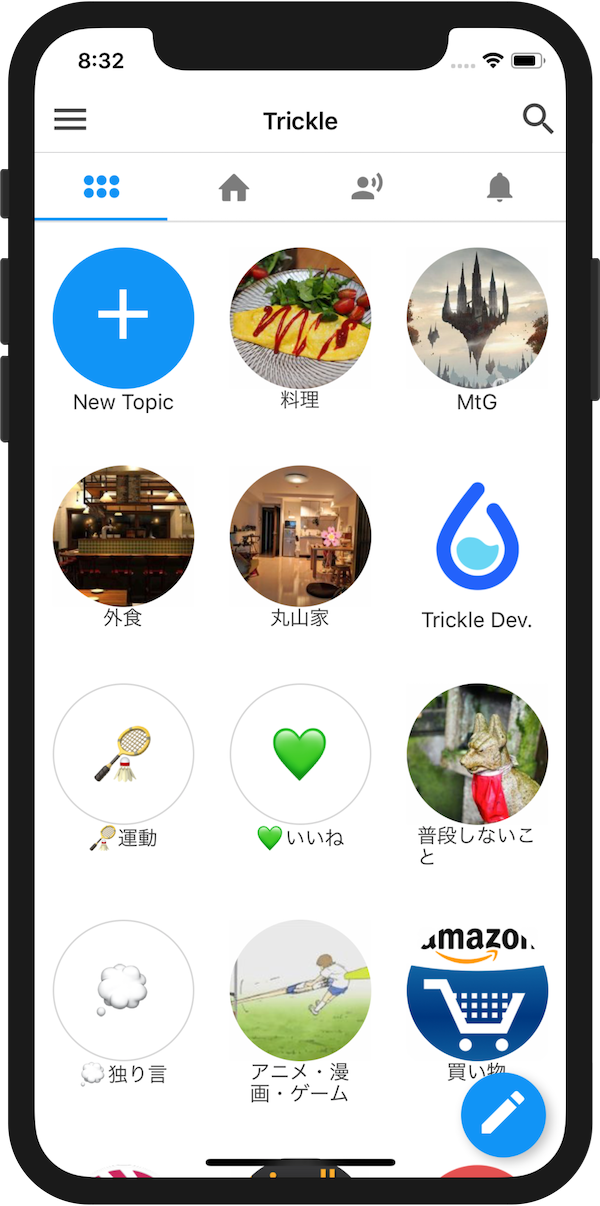 8:32
Trickle
New Topic
料理
MtG
外食
丸山家
Trickle Dev.
🏸運動
💚いいね
普段しないこ
と
amazon
💭独り言
アニメ・漫
画・ゲーム
買い物